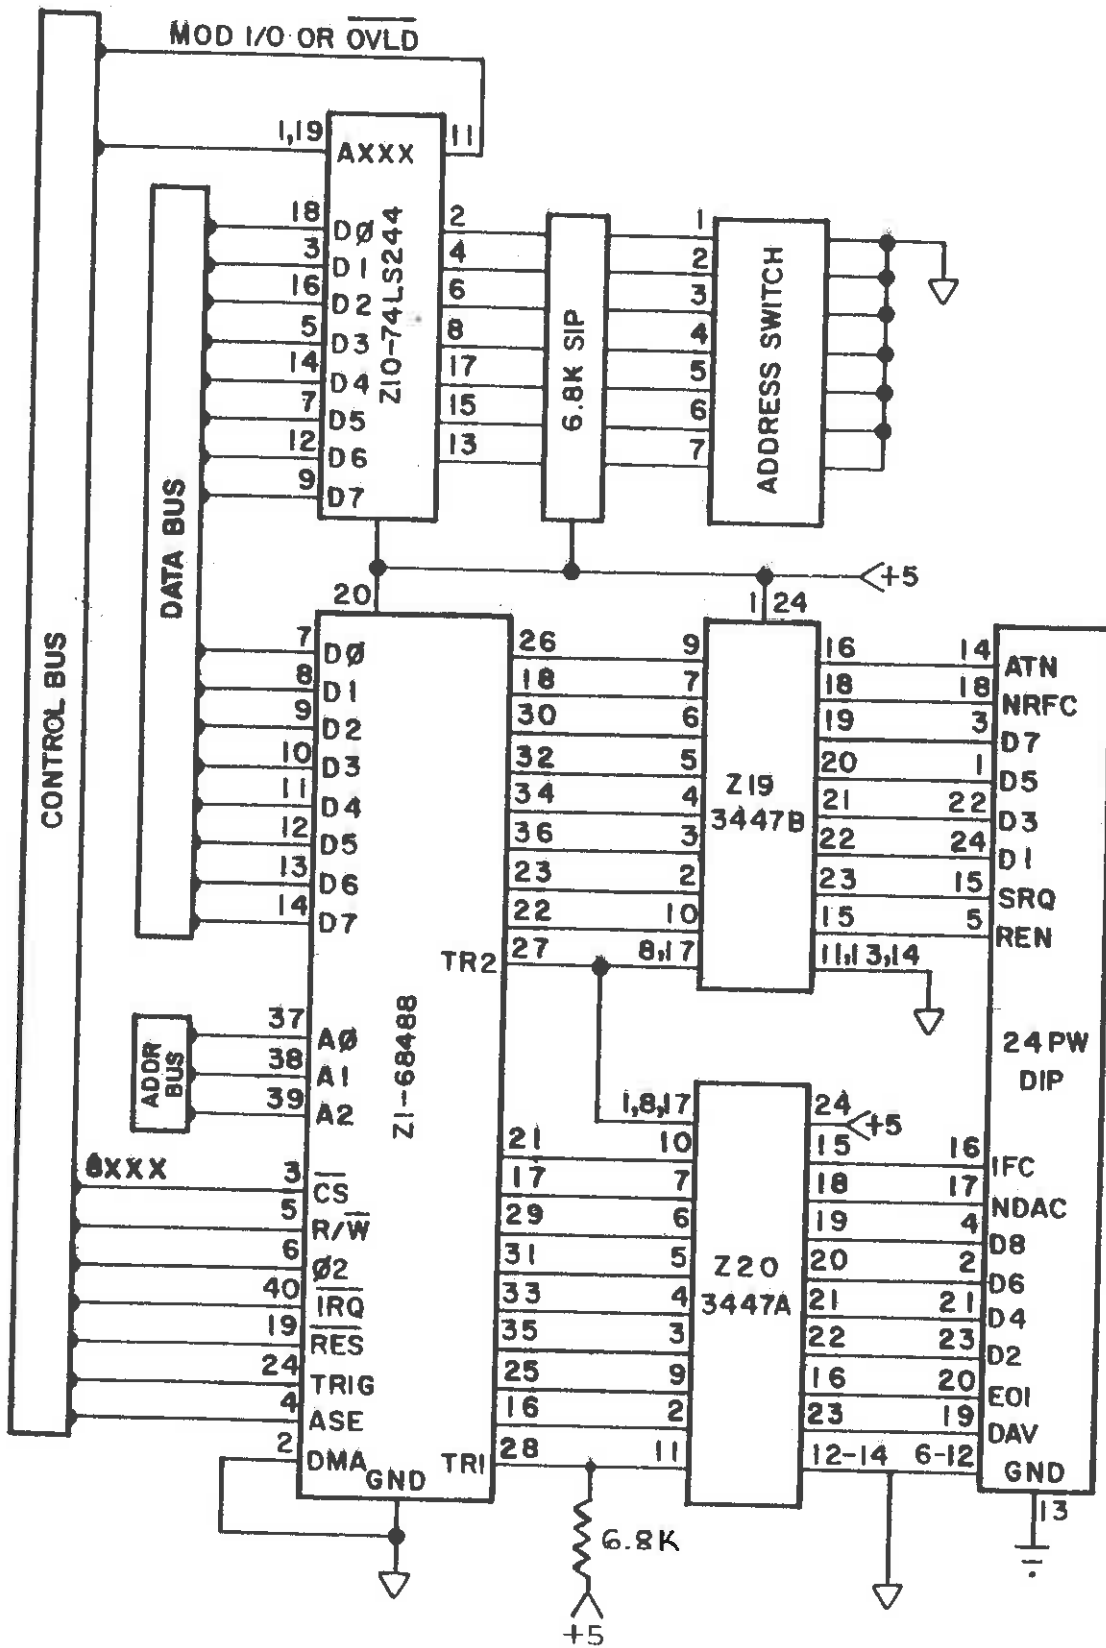 MOD I/O OR OVLD
1,19
AXXX
11
18
DØ
3
D1
16
D2
5
D3
14
D4
7
D5
12
D6
9
D7
Z10-74LS244
2
4
6
8
17
15
13
6.8K SIP
1
2
3
4
5
6
7
ADDRESS SWITCH
DATA BUS
CONTROL BUS
+5
20
1
24
7
DØ
8
D1
9
D2
10
D3
11
D4
12
D5
13
D6
14
D7
26
18
30
32
34
36
23
22
TR2
27
9
7
6
5
4
3
2
10
8,17
Z19
3447B
16
18
19
20
21
22
23
15
11,13,14
14
ATN
18
NRFC
3
D7
1
D5
22
D3
24
D1
15
SRQ
5
REN
24 PW
DIP
Z1-68488
ADDR
BUS
37
AØ
38
A1
39
A2
8XXX
3
CS
5
R/W
6
Ø2
40
IRQ
19
RES
24
TRIG
4
ASE
2
DMA
GND
21
17
29
31
33
35
25
16
TR1
28
1,8,17
10
7
6
5
4
3
9
2
11
Z20
3447A
24
+5
15
18
19
20
21
22
16
23
12-14
16
IFC
17
NDAC
4
D8
2
D6
21
D4
23
D2
20
EOI
19
DAV
6-12
GND
13
6.8K
+5